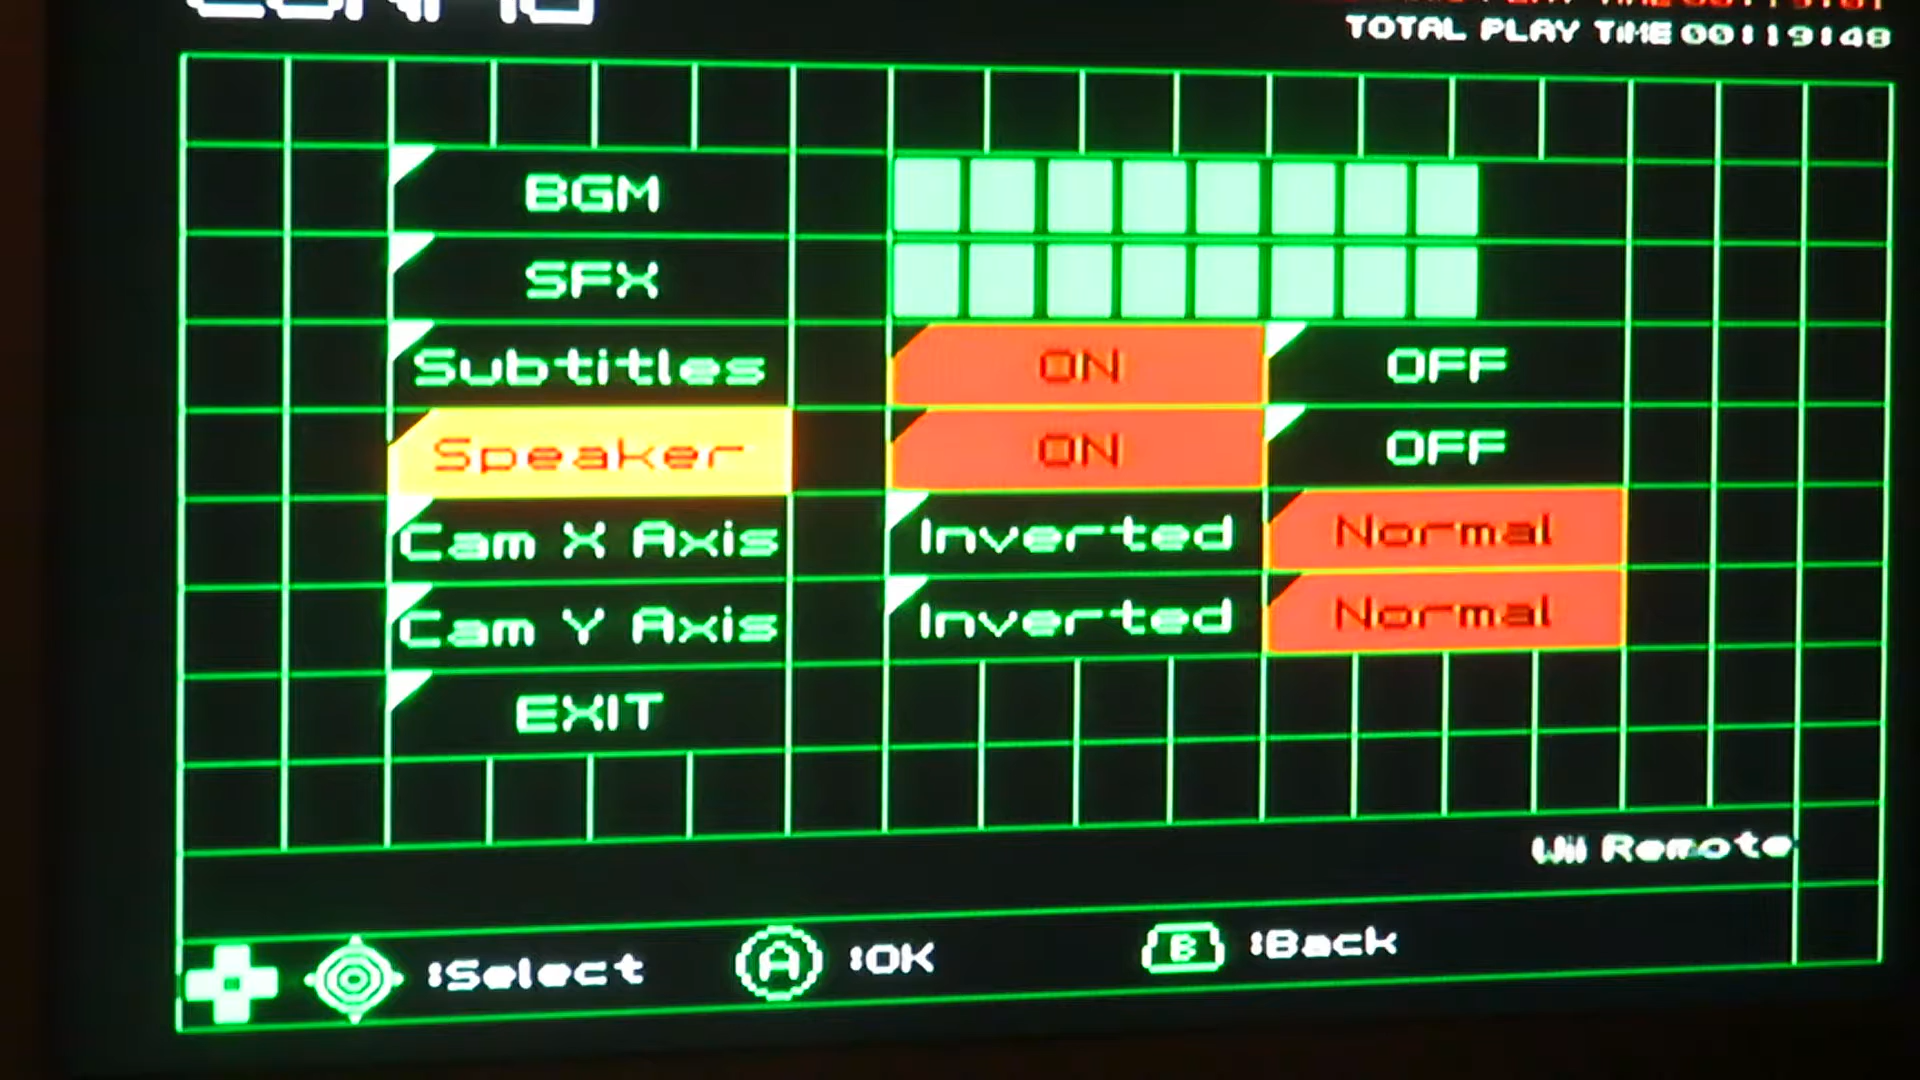 CONFIG
TOTAL PLAY TIME 00:19:48
BGM
SFX
Subtitles ON OFF
Speaker ON OFF
Cam X Axis Inverted Normal
Cam Y Axis Inverted Normal
EXIT
Wii Remote
:Select A :OK B :Back